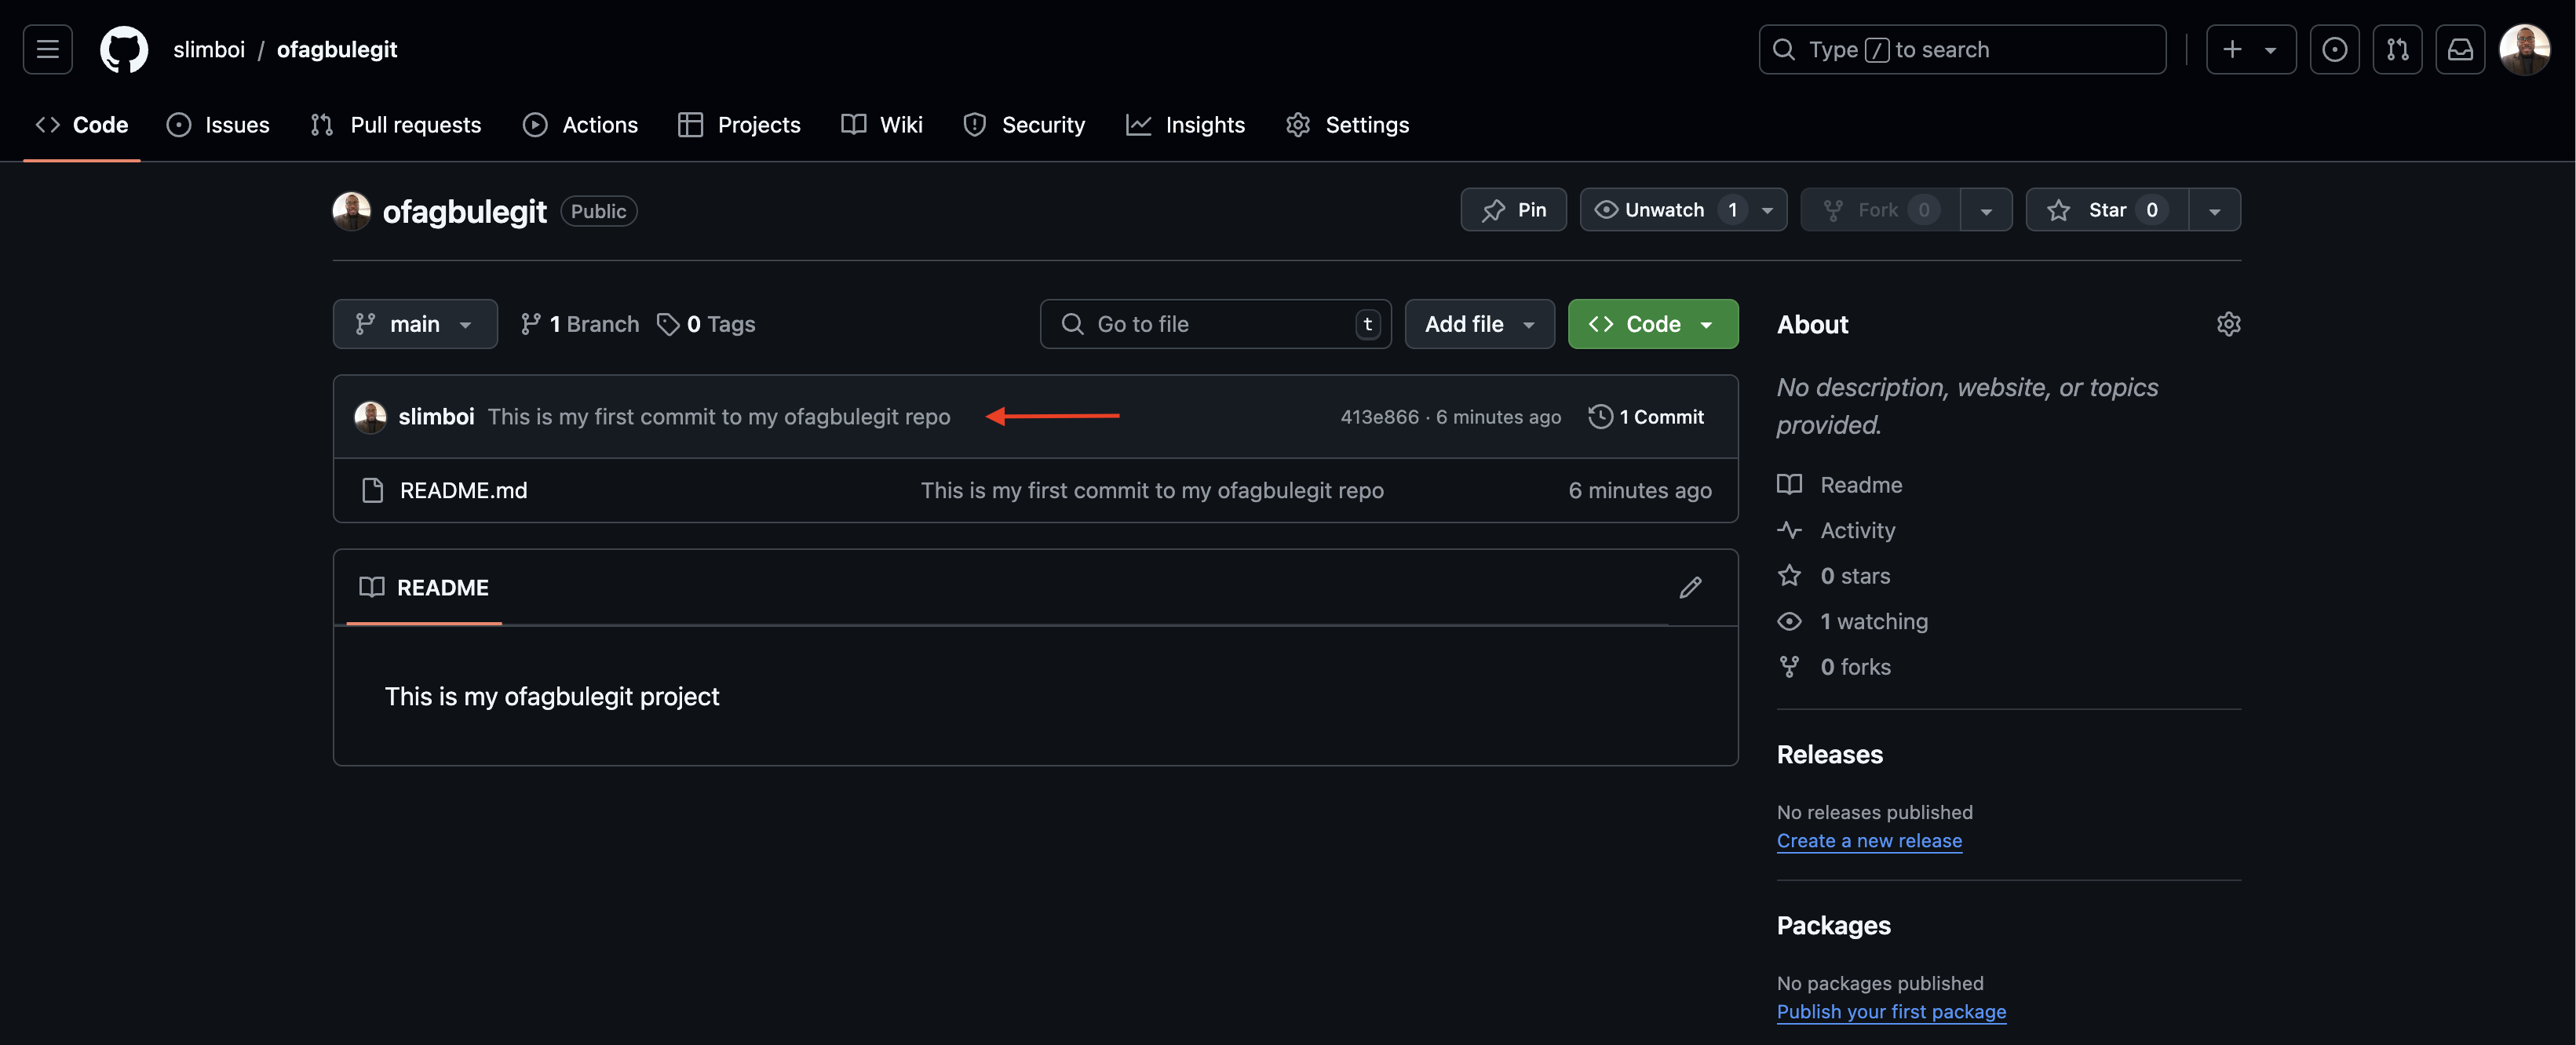 slimboi / ofagbulegit
Type / to search
Code Issues Pull requests Actions Projects Wiki Security Insights Settings
ofagbulegit Public
Pin Unwatch 1 Fork 0 Star 0
main 1 Branch 0 Tags
Go to file t Add file Code
slimboi This is my first commit to my ofagbulegit repo 413e866 · 6 minutes ago 1 Commit
README.md This is my first commit to my ofagbulegit repo 6 minutes ago
README
This is my ofagbulegit project
About
No description, website, or topics
provided.
Readme
Activity
0 stars
1 watching
0 forks
Releases
No releases published
Create a new release
Packages
No packages published
Publish your first package